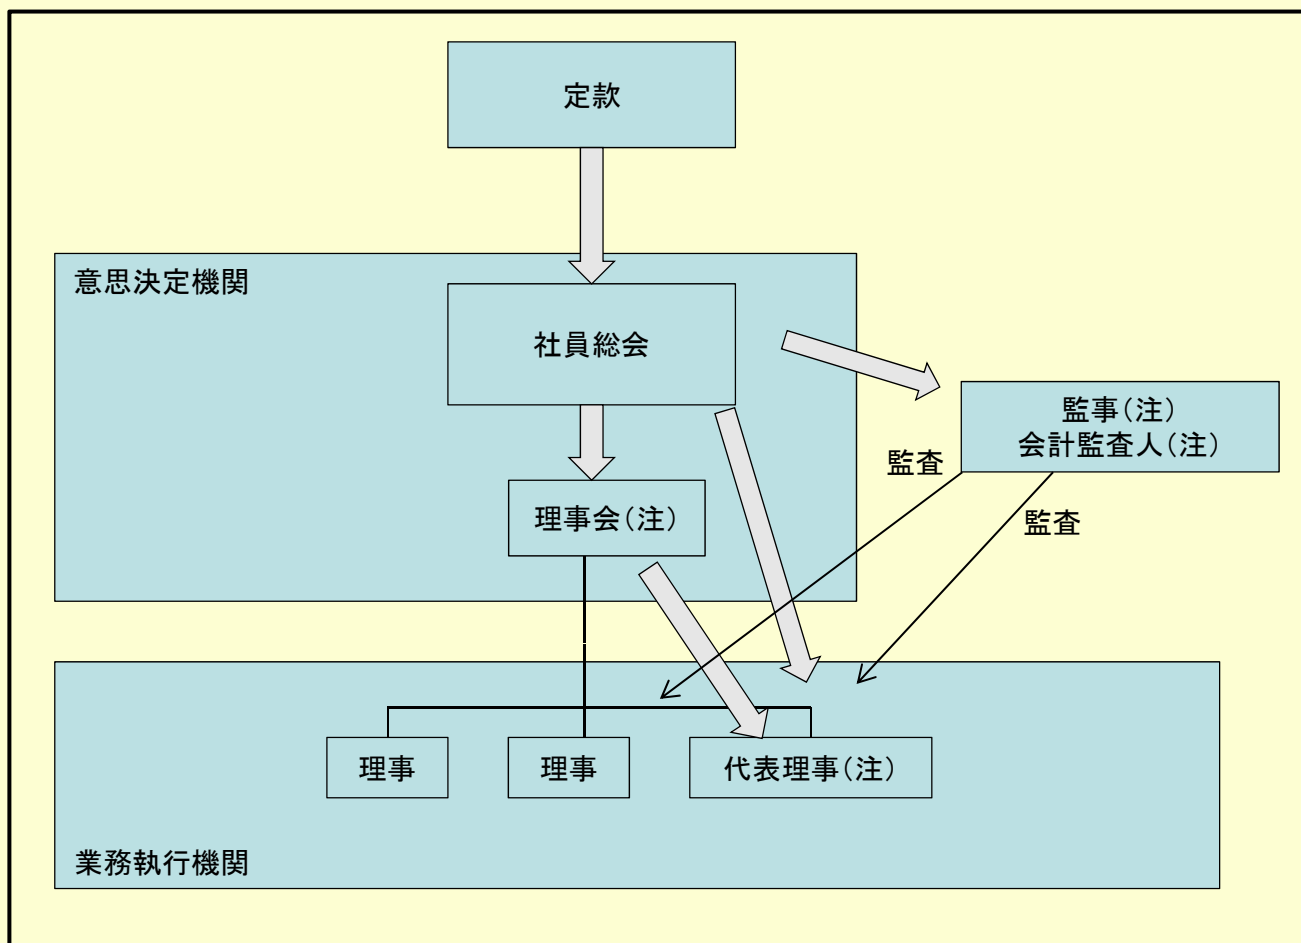 定款
意思決定機関
社員総会
監事（注）
会計監査人（注）
監査
理事会（注）
監査
理事
理事
代表理事（注）
業務執行機関